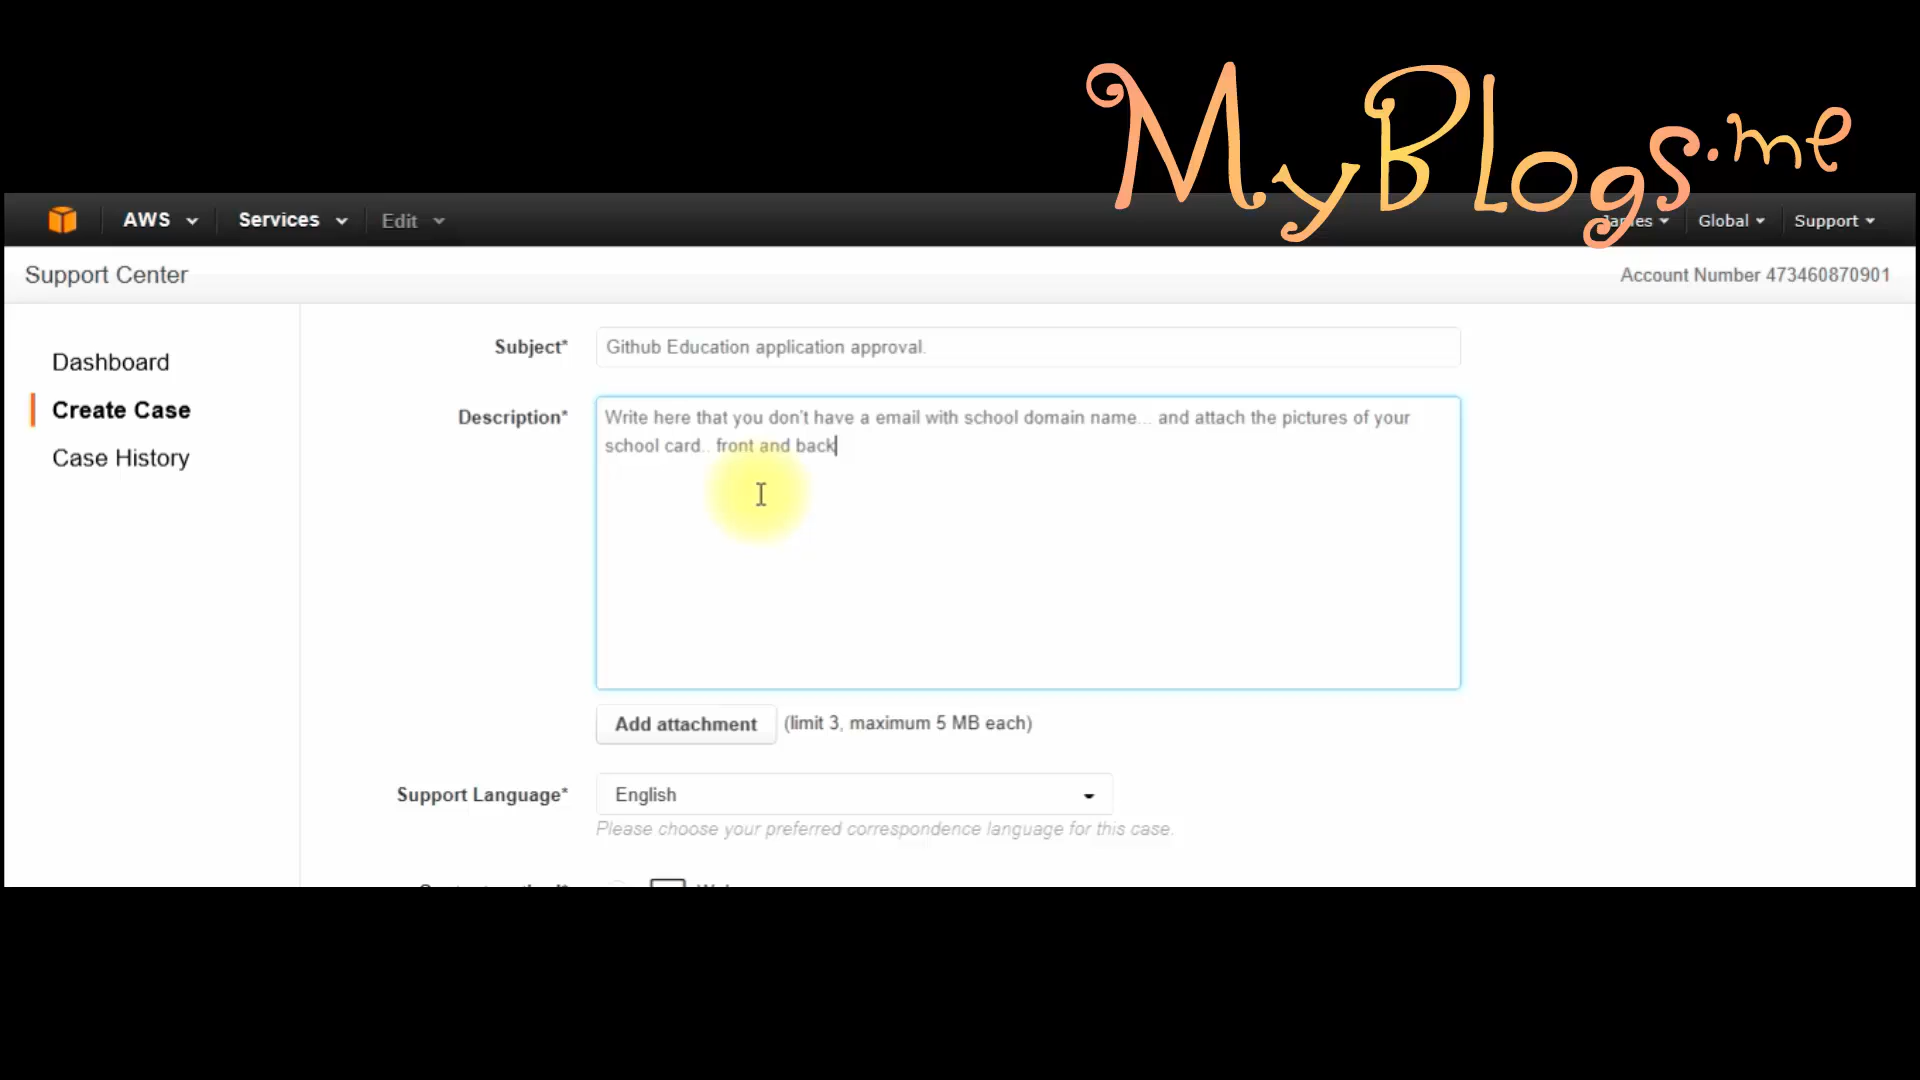 MyBlogs.me
AWS Services Edit James Global Support
Support Center Account Number 473460870901
Dashboard
Create Case
Case History
Subject* Github Education application approval.
Description* Write here that you don't have a email with school domain name... and attach the pictures of your
school card.. front and back
Add attachment (limit 3, maximum 5 MB each)
Support Language* English
Please choose your preferred correspondence language for this case.